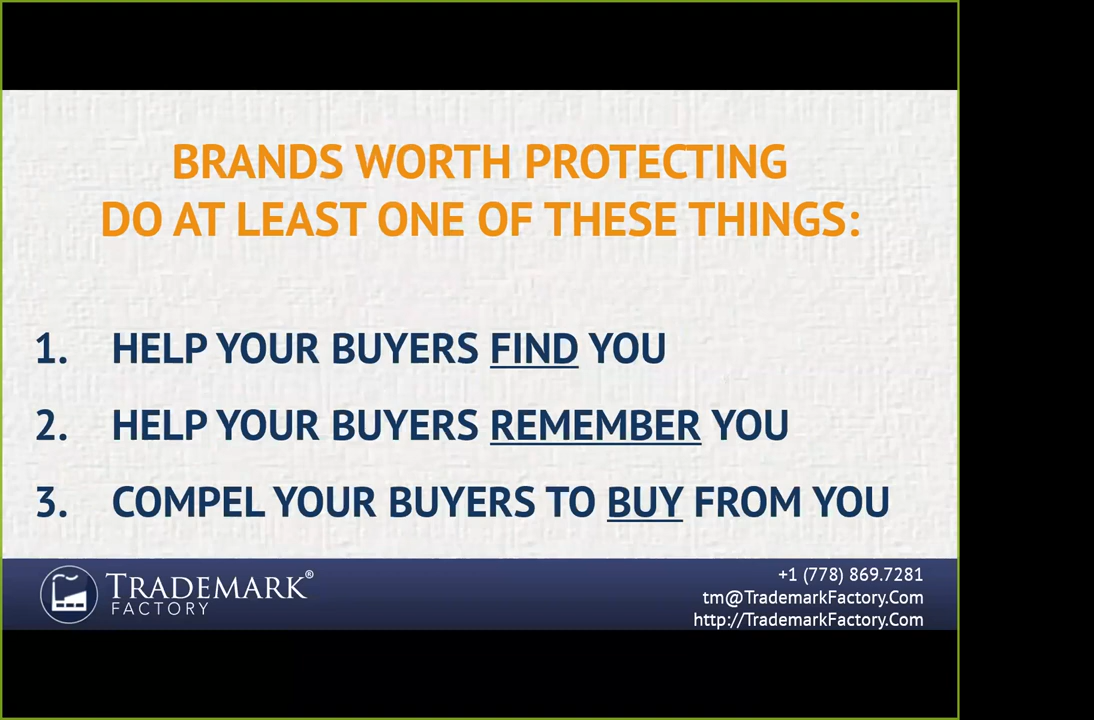 BRANDS WORTH PROTECTING
DO AT LEAST ONE OF THESE THINGS:
1. HELP YOUR BUYERS FIND YOU
2. HELP YOUR BUYERS REMEMBER YOU
3. COMPEL YOUR BUYERS TO BUY FROM YOU
TRADEMARK®
FACTORY
+1 (778) 869.7281
tm@TrademarkFactory.Com
http://TrademarkFactory.Com